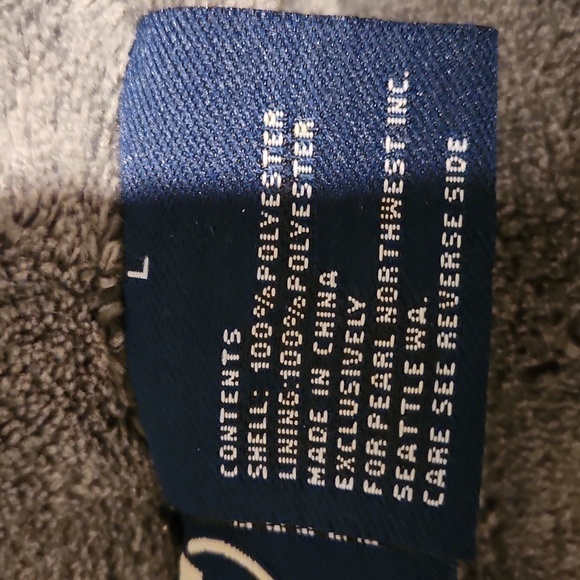 L
CONTENTS
SHELL: 100%POLYESTER
LINING:100%POLYESTER
MADE IN CHINA
EXCLUSIVELY
FOR PEARL NORTHWEST INC.
SEATTLE WA.
CARE SEE REVERSE SIDE